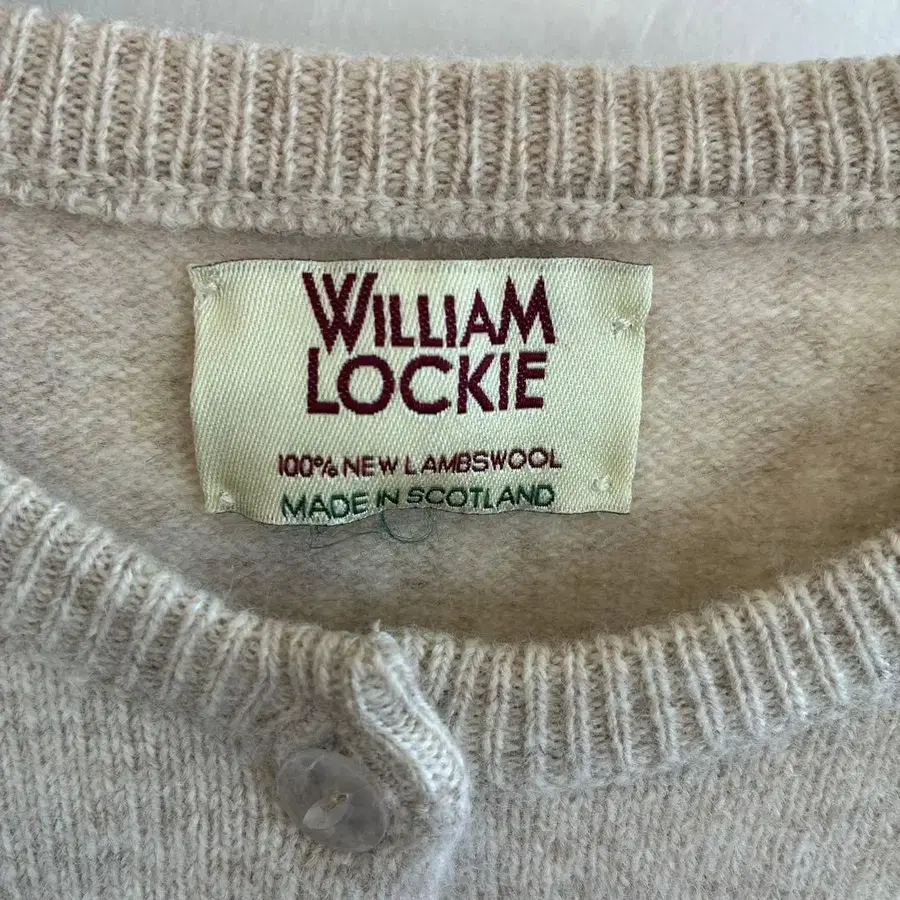 WILLIAM
LOCKIE
100% NEW LAMBSWOOL
MADE IN SCOTLAND